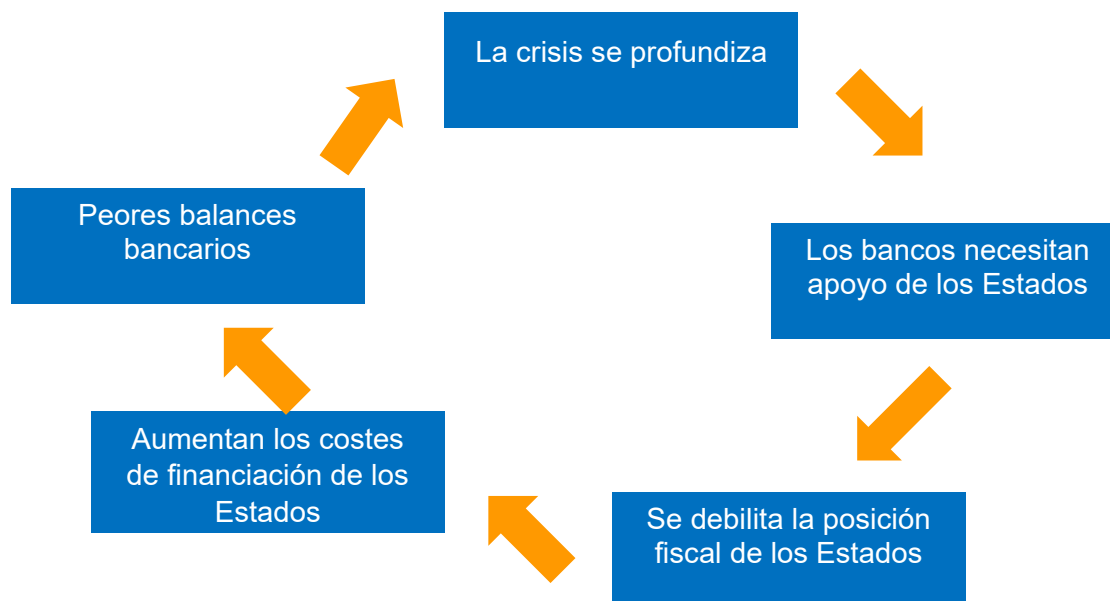 La crisis se profundiza
Los bancos necesitan
apoyo de los Estados
Se debilita la posición
fiscal de los Estados
Aumentan los costes
de financiación de los
Estados
Peores balances
bancarios